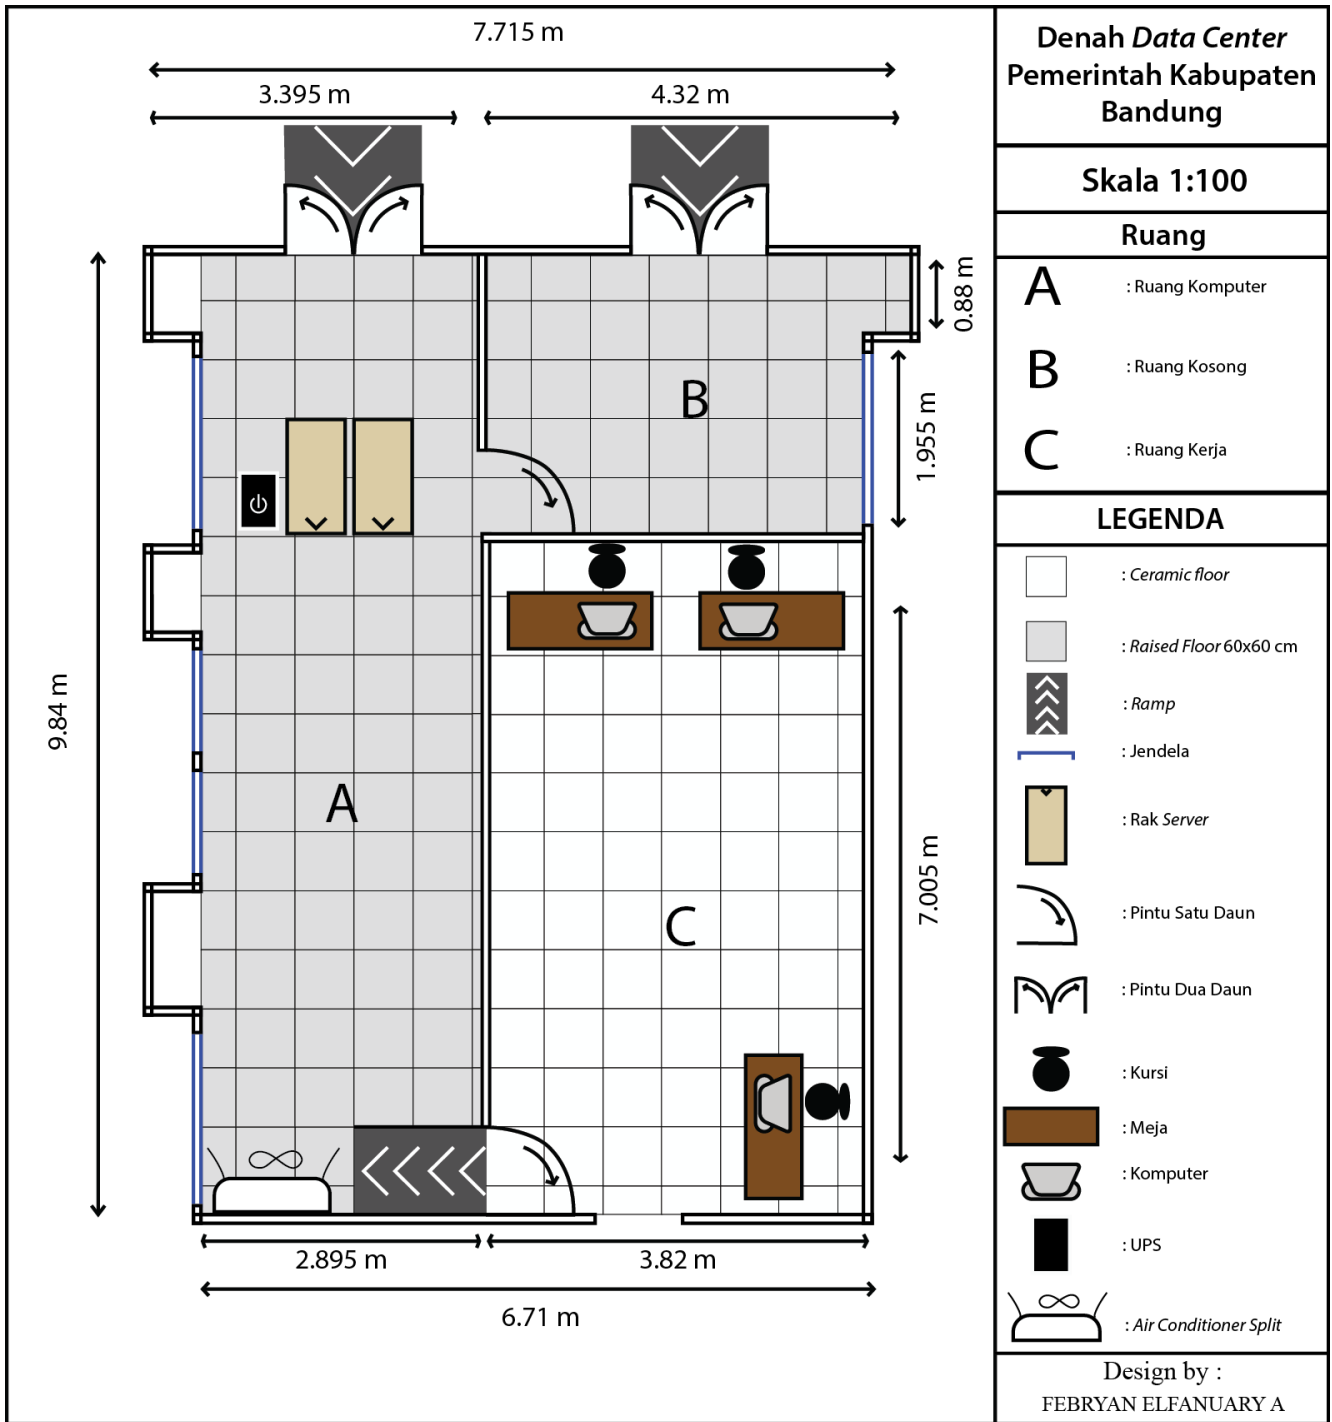 7.715 m
3.395 m
4.32 m
0.88 m
1.955 m
9.84 m
7.005 m
B
A
C
2.895 m
3.82 m
6.71 m
Denah Data Center
Pemerintah Kabupaten
Bandung
Skala 1:100
Ruang
A : Ruang Komputer
B : Ruang Kosong
C : Ruang Kerja
LEGENDA
: Ceramic floor
: Raised Floor 60x60 cm
: Ramp
: Jendela
: Rak Server
: Pintu Satu Daun
: Pintu Dua Daun
: Kursi
: Meja
: Komputer
: UPS
: Air Conditioner Split
Design by :
FEBRYAN ELFANUARY A